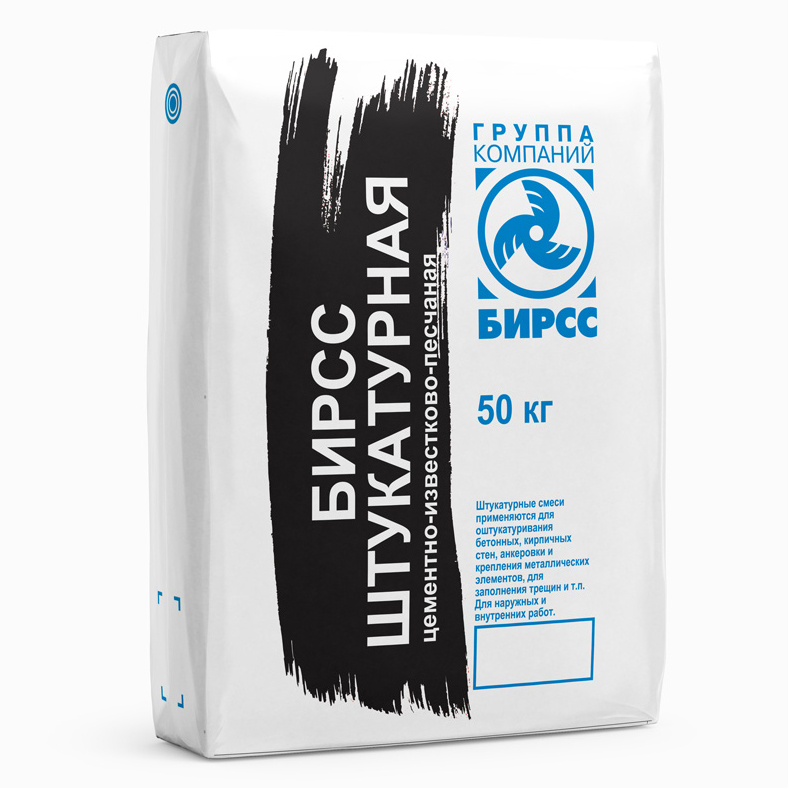 БИРСС
ШТУКАТУРНАЯ
цементно-известково-песчаная
ГРУППА
КОМПАНИЙ
БИРСС
50 кг
Штукатурные смеси
применяются для
оштукатуривания
бетонных, кирпичных
стен, анкеровки и
крепления металлических
элементов, для
заполнения трещин и т.п.
Для наружных и
внутренних работ.